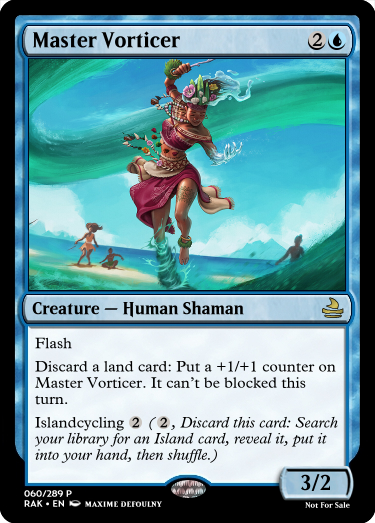 Master Vorticer 2
Creature — Human Shaman
Flash
Discard a land card: Put a +1/+1 counter on
Master Vorticer. It can't be blocked this
turn.
Islandcycling 2 ( 2, Discard this card: Search
your library for an Island card, reveal it, put it
into your hand, then shuffle.)
3/2
060/289 P
RAK • EN MAXIME DEFOULNY
Not For Sale